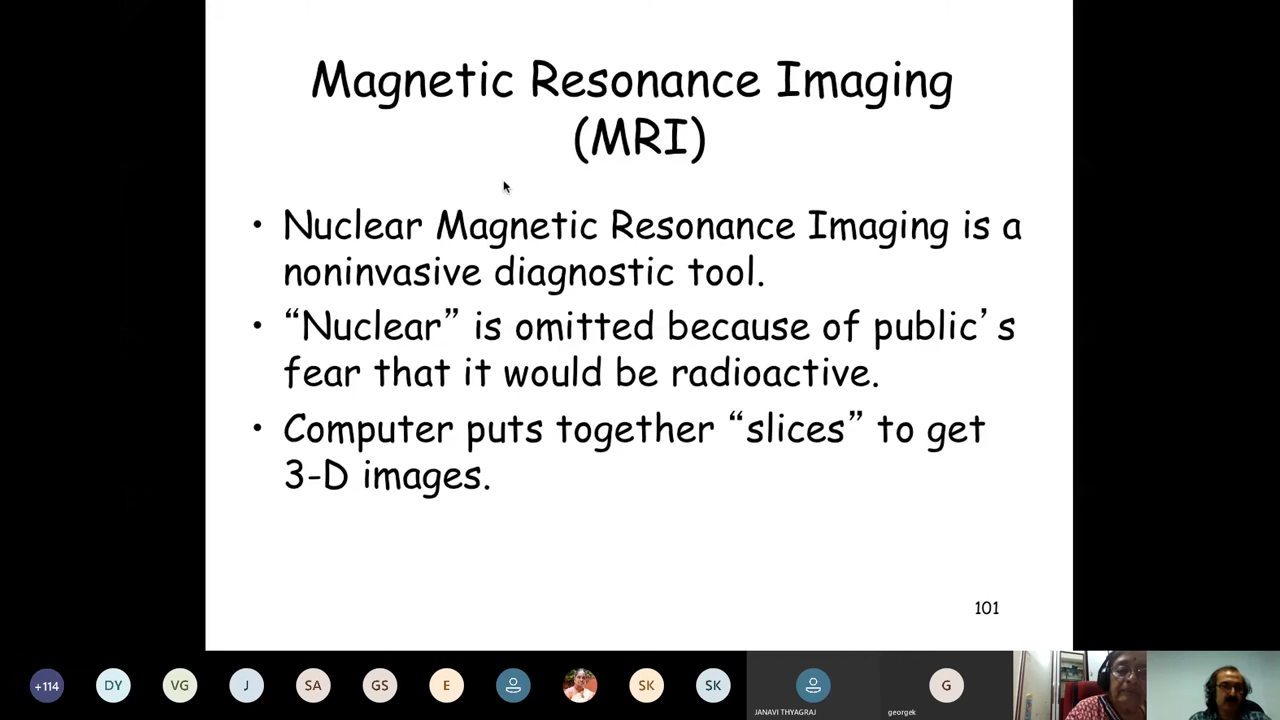 Magnetic Resonance Imaging
(MRI)
• Nuclear Magnetic Resonance Imaging is a
noninvasive diagnostic tool.
• “Nuclear” is omitted because of public’s
fear that it would be radioactive.
• Computer puts together “slices” to get
3-D images.
101
+114
DY
VG
J
SA
GS
E
SK
SK
JANAVI THYAGRAJ
G
georgek